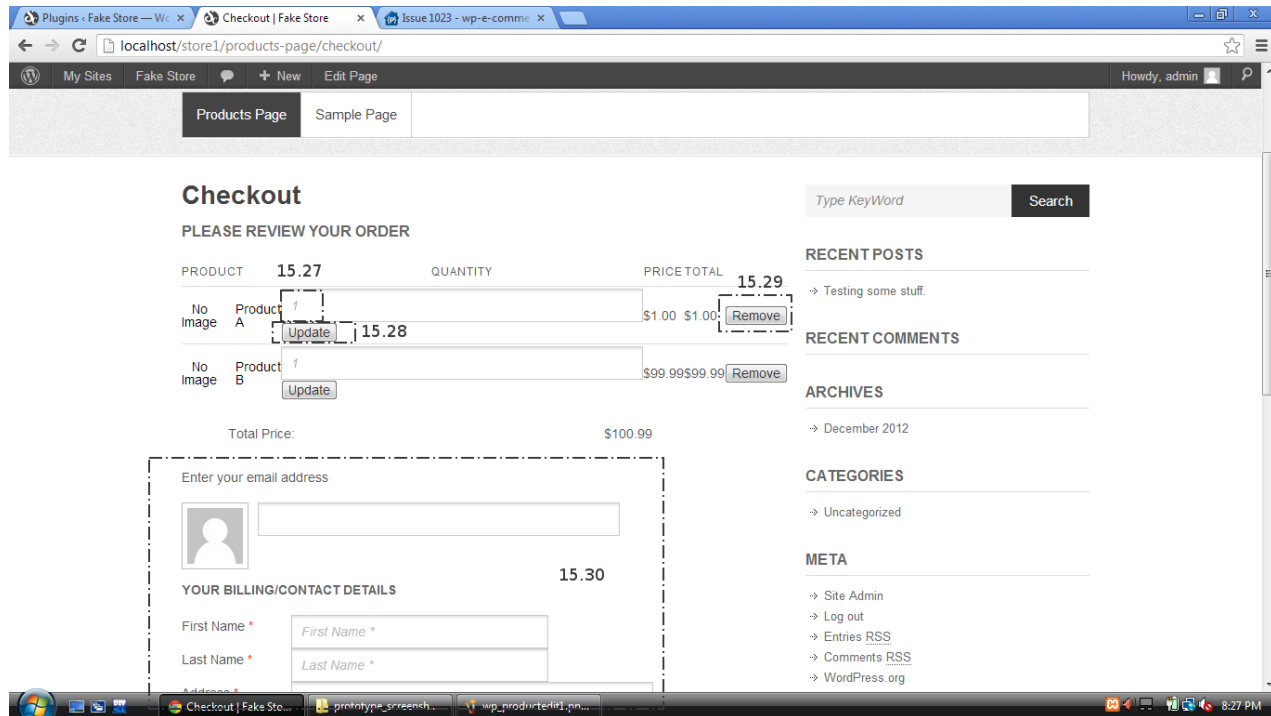 Plugins ‹ Fake Store — Wo
Checkout | Fake Store
Issue 1023 - wp-e-comme
localhost/store1/products-page/checkout/
My Sites
Fake Store
+ New
Edit Page
Howdy, admin
Products Page
Sample Page
Checkout
PLEASE REVIEW YOUR ORDER
PRODUCT
15.27
QUANTITY
PRICE TOTAL
15.29
No Image
Product A
1
$1.00 $1.00
Remove
Update
15.28
No Image
Product B
1
$99.99 $99.99
Remove
Update
Total Price:
$100.99
Enter your email address
15.30
YOUR BILLING/CONTACT DETAILS
First Name *
First Name *
Last Name *
Last Name *
Address *
Type KeyWord
Search
RECENT POSTS
Testing some stuff.
RECENT COMMENTS
ARCHIVES
December 2012
CATEGORIES
Uncategorized
META
Site Admin
Log out
Entries RSS
Comments RSS
WordPress.org
Checkout | Fake Sto...
prototype_screensh...
wp_productedit1.pn...
8:27 PM